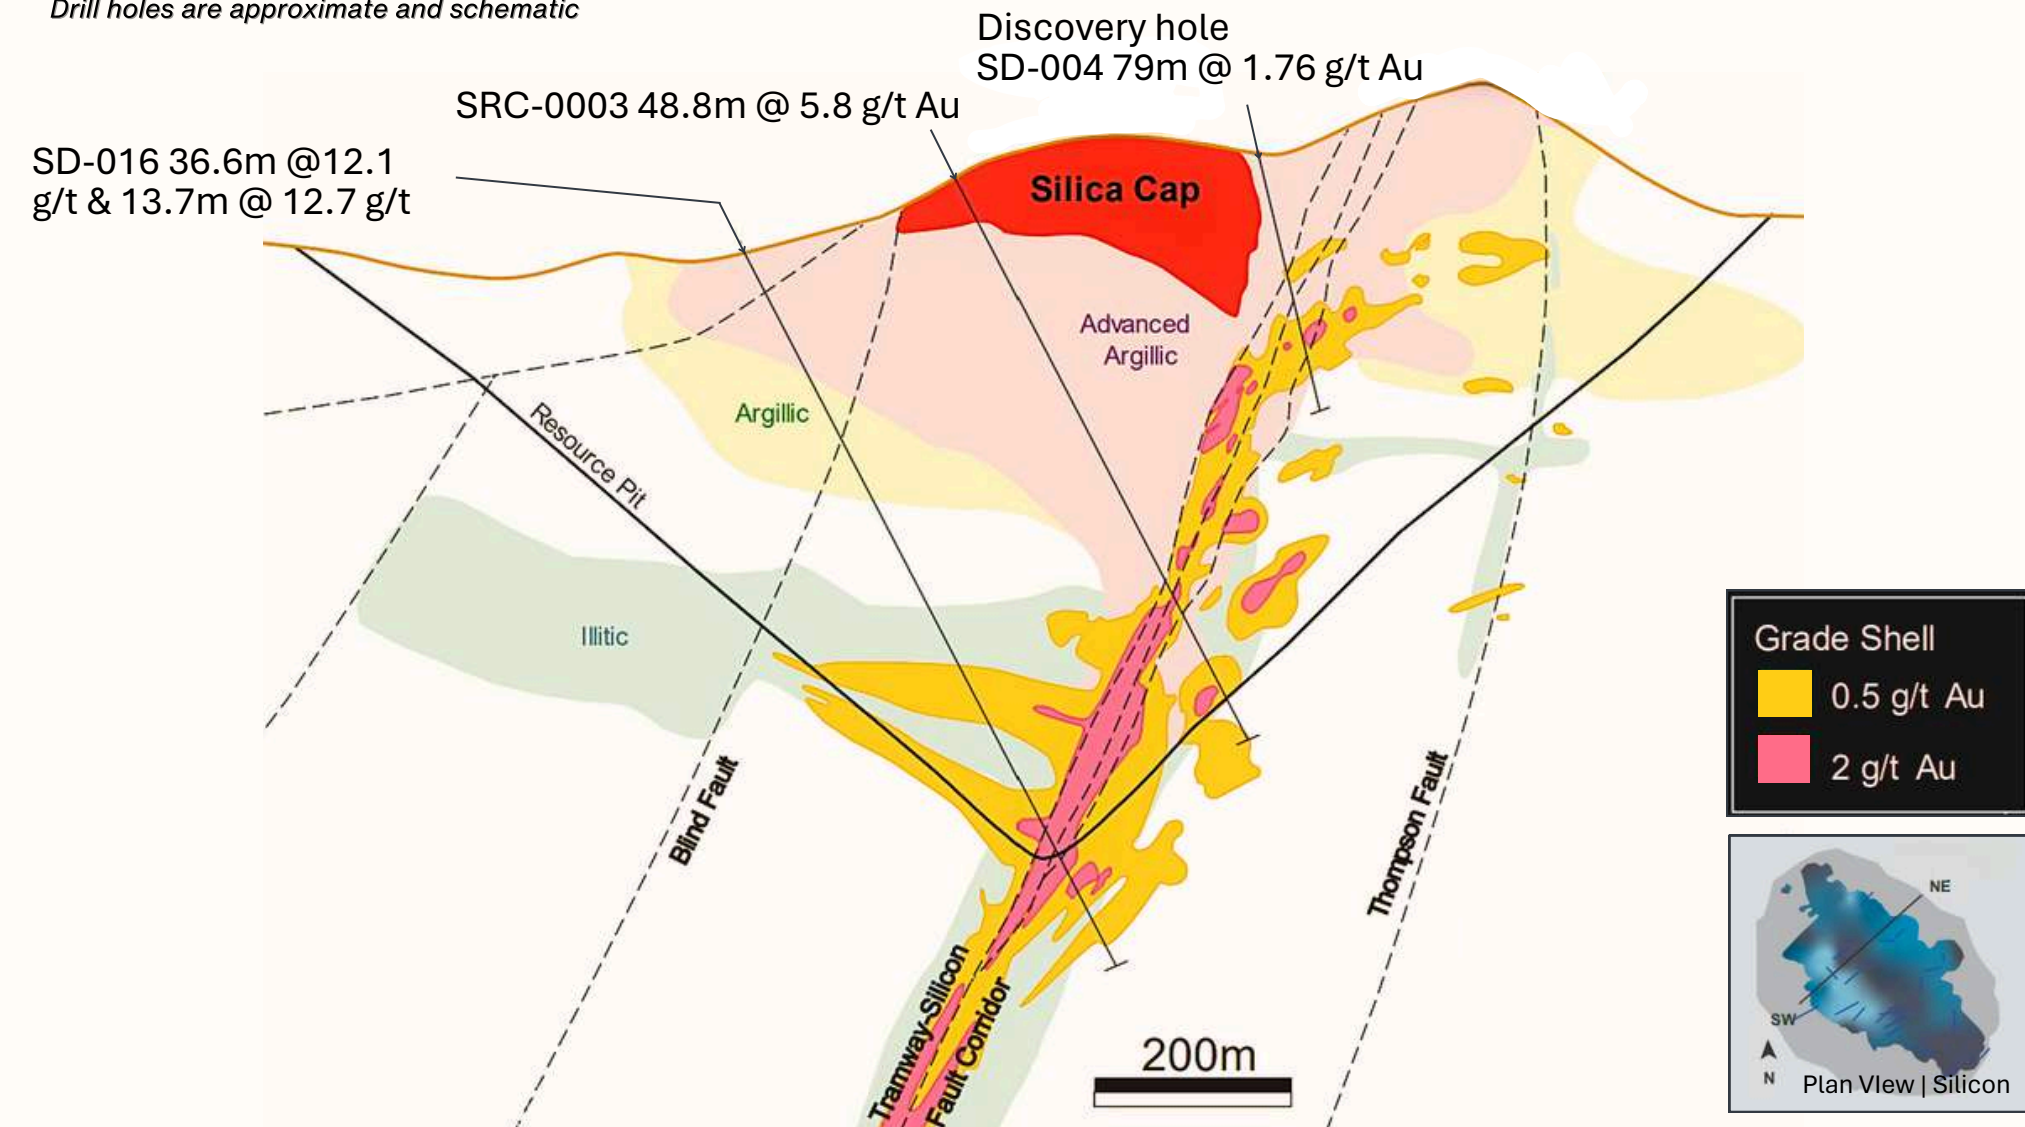 Drill holes are approximate and schematic
Discovery hole
SD-004 79m @ 1.76 g/t Au
SRC-0003 48.8m @ 5.8 g/t Au
SD-016 36.6m @12.1
g/t & 13.7m @ 12.7 g/t
Silica Cap
Advanced
Argillic
Argillic
Resource Pit
Illitic
Blind Fault
Thompson Fault
Tramway-Silicon
Fault Corridor
200m
Grade Shell
0.5 g/t Au
2 g/t Au
NE
SW
N
Plan VIew | Silicon